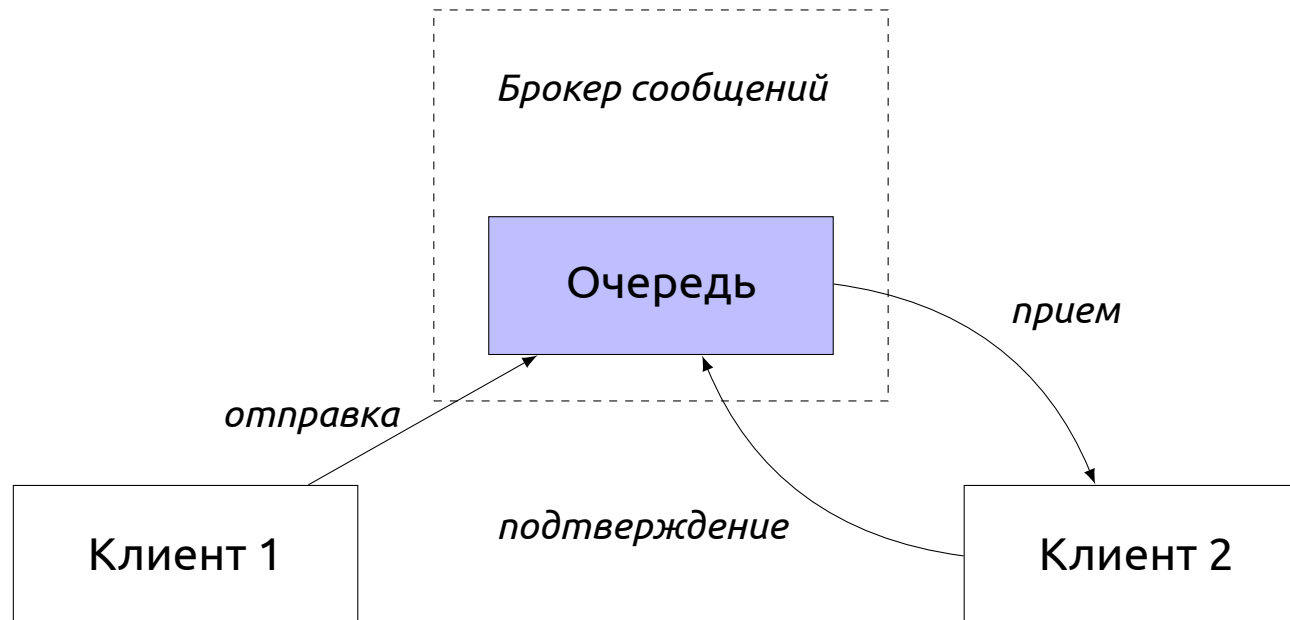 Брокер сообщений
Очередь
прием
отправка
подтверждение
Клиент 1
Клиент 2